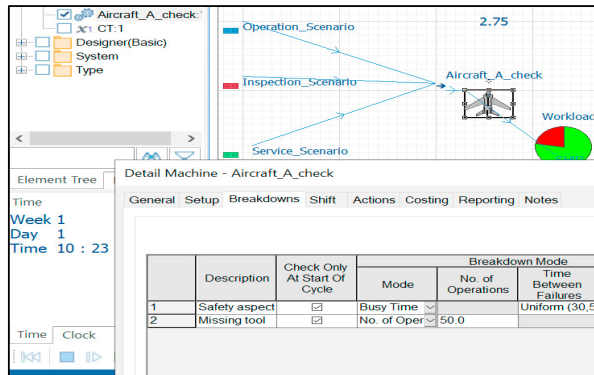 Aircraft_A_check:
CT:1
Designer(Basic)
System
Type
Operation_Scenario
2.75
Inspection_Scenario
Aircraft_A_check
Workload
Service_Scenario
Element Tree
Time
Week 1
Day 1
Time 10 : 23
Time Clock
Detail Machine - Aircraft_A_check
General Setup Breakdowns Shift Actions Costing Reporting Notes
Breakdown Mode
Description Check Only At Start Of Cycle Mode No. of Operations Time Between Failures
1 Safety aspect Busy Time Uniform (30,5
2 Missing tool No. of Oper 50.0